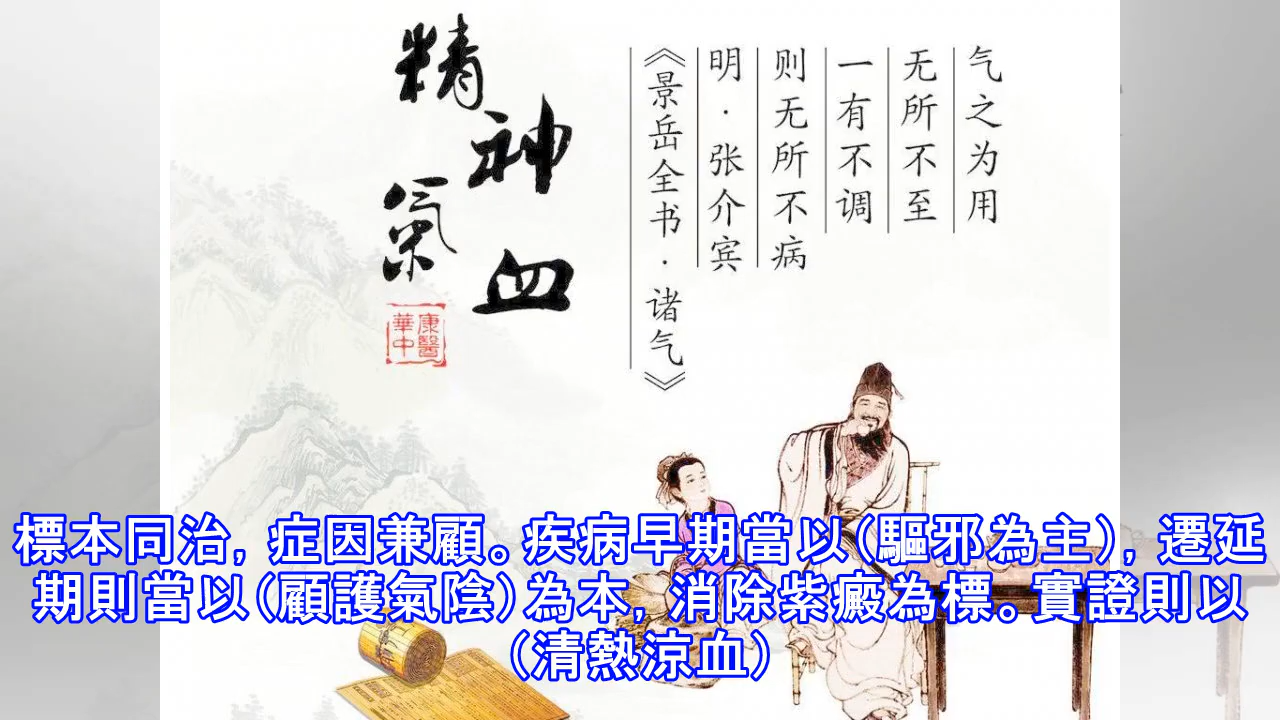 精神氣血
華中
康醫
气之为用
无所不至
一有不调
则无所不病
明·张介宾
《景岳全书·诸气》
標本同治, 症因兼顧。疾病早期當以(驅邪為主), 遷延
期則當以(顧護氣陰)為本, 消除紫癜為標。實證則以
(清熱涼血)